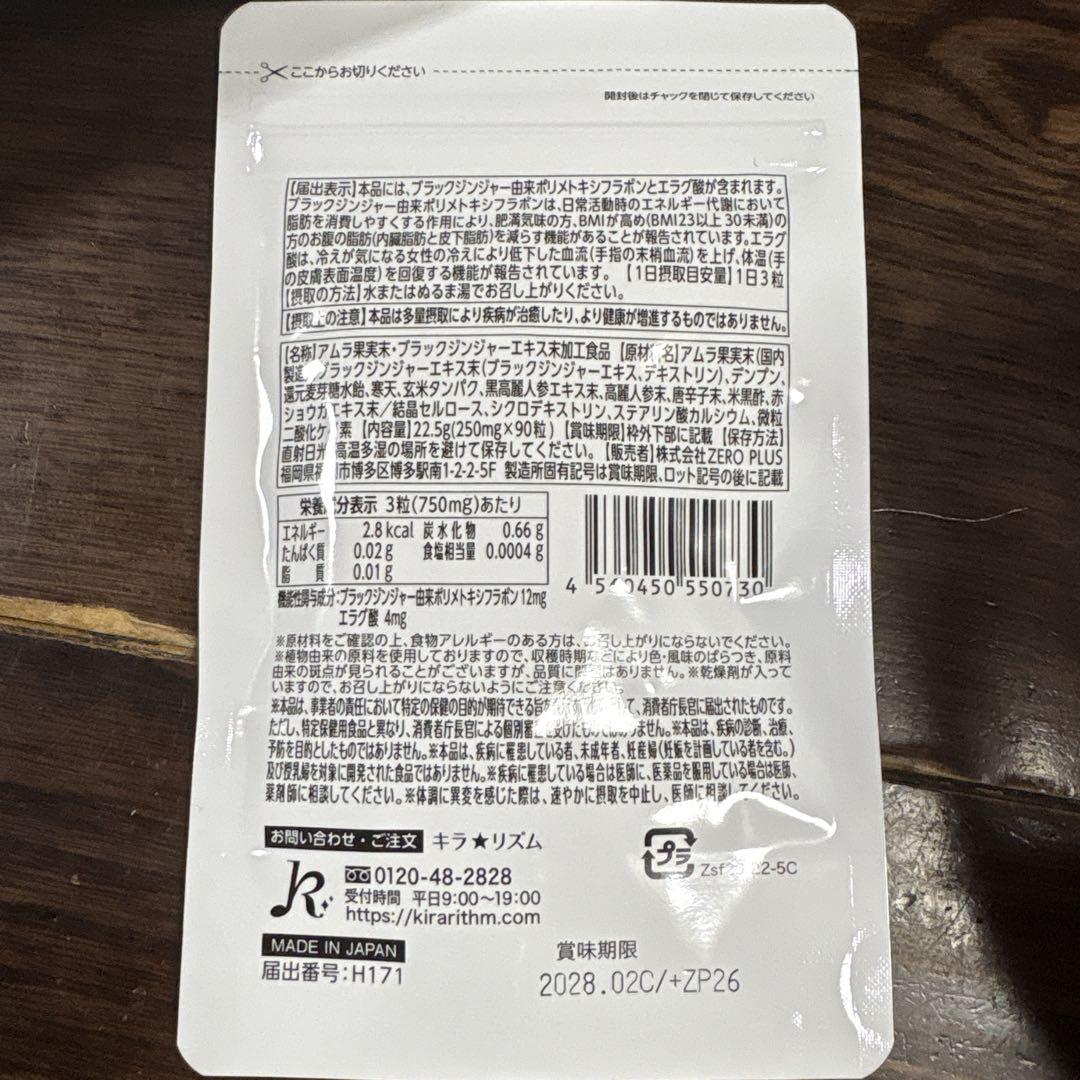 ここからお切りください
開封後はチャックを閉じて保存してください
【届出表示】本品には、ブラックジンジャー由来ポリメトキシフラボンとエラグ酸が含まれます。
ブラックジンジャー由来ポリメトキシフラボンは、日常活動時のエネルギー代謝において
脂肪を消費しやすくする作用により、肥満気味の方、BMIが高め(BMI23以上30未満)の
方のお腹の脂肪(内臓脂肪と皮下脂肪)を減らす機能があることが報告されています。エラグ
酸は、冷えが気になる女性の冷えにより低下した血流(手指の末梢血流)を上げ、体温(手
の皮膚表面温度)を回復する機能が報告されています。【1日摂取目安量】1日3粒
【摂取の方法】水またはぬるま湯でお召し上がりください。
【摂取上の注意】本品は多量摂取により疾病が治癒したり、より健康が増進するものではありません。
【名称】アムラ果実末・ブラックジンジャーエキス末加工食品 【原材料名】アムラ果実末(国内
製造)、ブラックジンジャーエキス末(ブラックジンジャーエキス、デキストリン)、デンプン、
還元麦芽糖水飴、寒天、玄米タンパク、黒高麗人参エキス末、高麗人参末、唐辛子末、米黒酢、赤
ショウガエキス末/結晶セルロース、シクロデキストリン、ステアリン酸カルシウム、微粒
二酸化ケイ素 【内容量】22.5g(250mg×90粒) 【賞味期限】枠外下部に記載 【保存方法】
直射日光、高温多湿の場所を避けて保存してください。 【販売者】株式会社ZERO PLUS
福岡県福岡市博多区博多駅南1-2-2-5F 製造所固有記号は賞味期限、ロット記号の後に記載
栄養成分表示 3粒(750mg)あたり
エネルギー 2.8kcal 炭水化物 0.66g
たんぱく質 0.02g 食塩相当量 0.0004g
脂質 0.01g
機能性関与成分:ブラックジンジャー由来ポリメトキシフラボン12mg
エラグ酸 4mg
4 550730
※原材料をご確認の上、食物アレルギーのある方は、お召し上がりにならないでください。
※植物由来の原料を使用しておりますので、収穫時期などにより色・風味のばらつき、原料
由来の斑点が見られることがございますが、品質に問題はありません。※乾燥剤が入って
いますので、お召し上がりにならないようにご注意ください。
※本品は、事業者の責任において特定の保健の目的が期待できる旨を して、消費者庁長官に届出されたものです。
ただし、特定保健用食品と異なり、消費者庁長官による個別審査を受けたものではありません。※本品は、疾病の診断、治療、
予防を目的としたものではありません。※本品は、疾病に罹患している者、未成年者、妊産婦(妊娠を計画している者を含む。)
及び授乳婦を対象に開発された食品ではありません。※疾病に罹患している場合は医師に、医薬品を服用している場合は医師、
薬剤師に相談してください。※体調に異変を感じた際は、速やかに摂取を中止し、医師に相談してください。
お問い合わせ・ご注文 キラ★リズム
0120-48-2828
受付時間 平日9:00~19:00
https://kirarithm.com
プラ
2-5C
MADE IN JAPAN
届出番号:H171
賞味期限
2028.02C/+ZP26